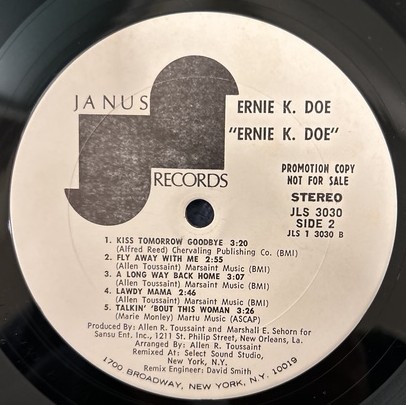 JANUS
RECORDS
ERNIE K. DOE
"ERNIE K. DOE"
PROMOTION COPY
NOT FOR SALE
STEREO
JLS 3030
SIDE 2
JLS 1 3030 B
1. KISS TOMORROW GOODBYE 3:20
(Alfred Reed) Chervaling Publishing Co. (BMI)
2. FLY AWAY WITH ME 2:55
(Allen Toussaint) Marsaint Music (BMI)
3. A LONG WAY BACK HOME 3:07
(Allen Toussaint) Marsaint Music (BMI)
4. LAWDY MAMA 2:46
(Allen Toussaint) Marsaint Music (BMI)
5. TALKIN' 'BOUT THIS WOMAN 3:26
(Marie Monley) Martu Music (ASCAP)
Produced By: Allen R. Toussaint and Marshall E. Sehorn for
Sansu Ent. Inc., 1211 St. Philip Street, New Orleans, La.
Arranged By: Allen R. Toussaint
Remixed At: Select Sound Studio,
New York, N.Y.
Remix Engineer: David Smith
1700 BROADWAY, NEW YORK, N.Y. 10019